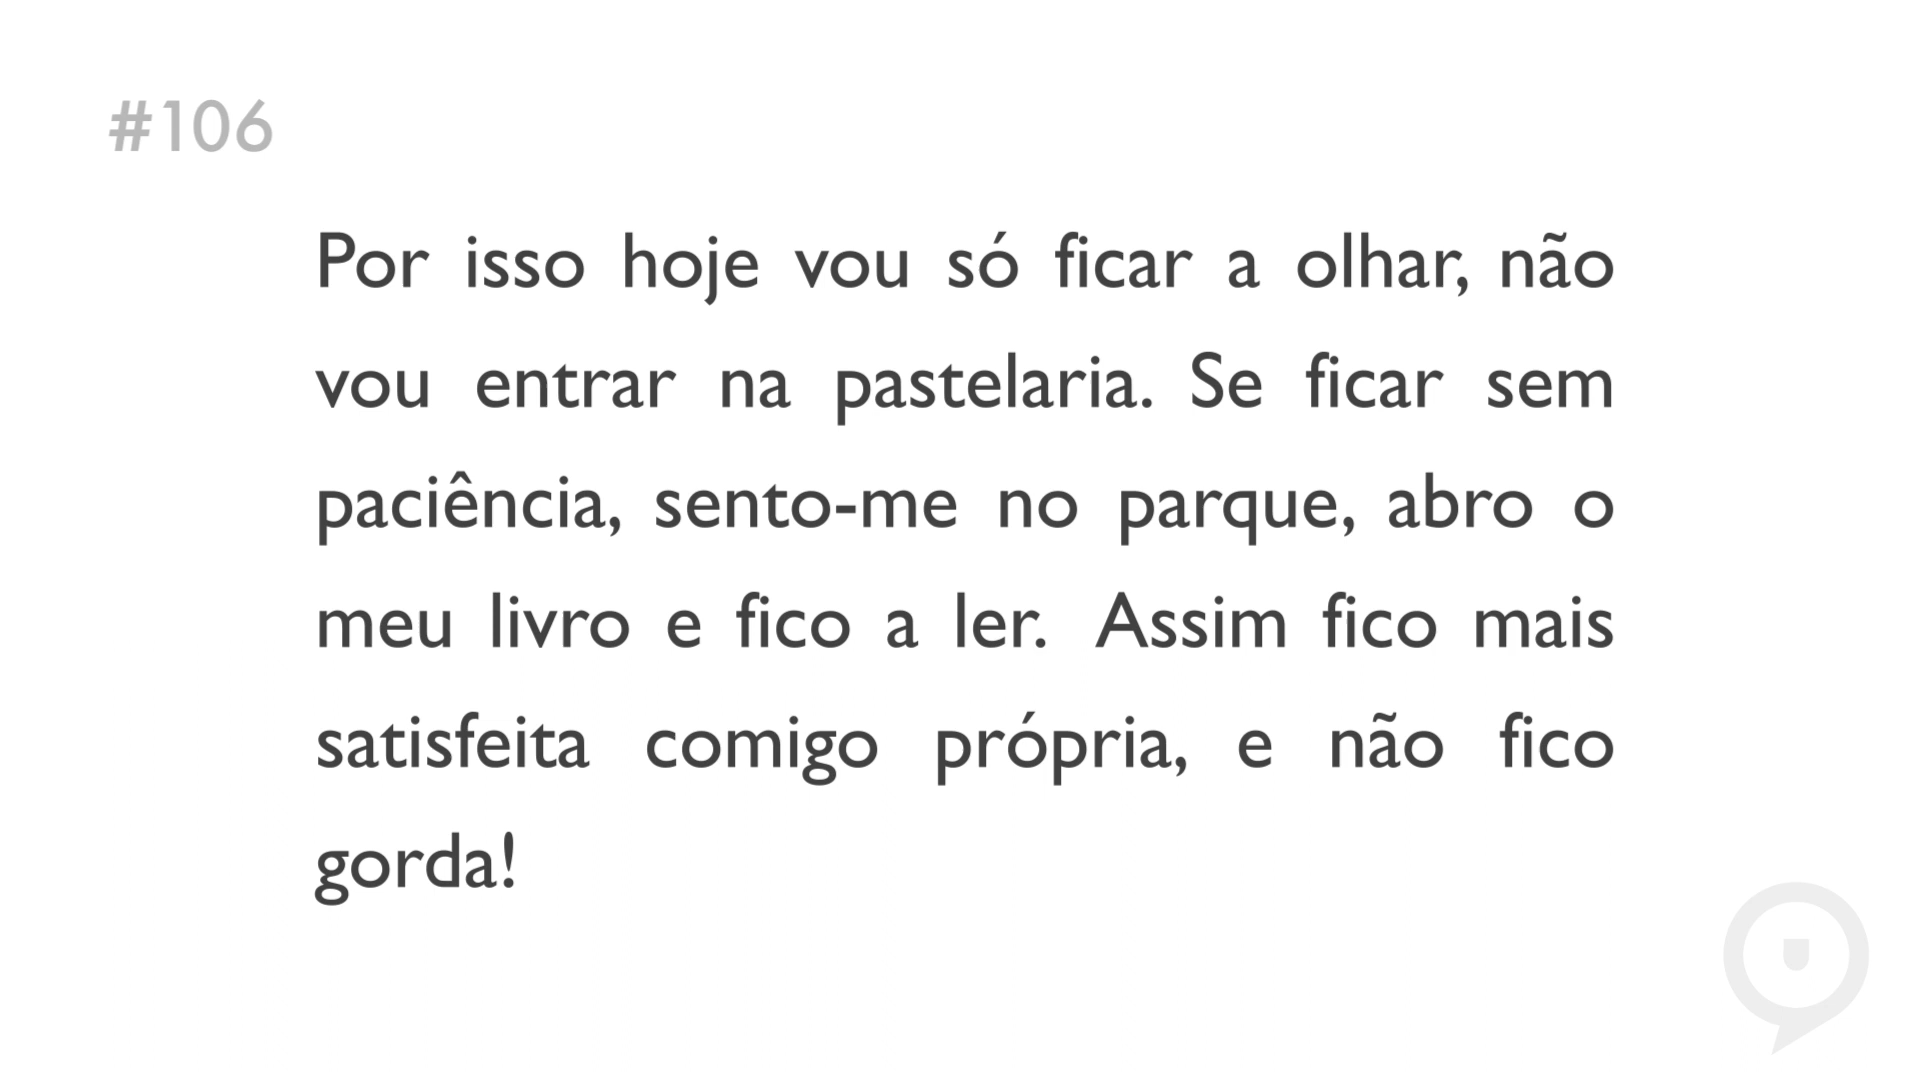 #106
Por isso hoje vou só ficar a olhar, não
vou entrar na pastelaria. Se ficar sem
paciência, sento-me no parque, abro o
meu livro e fico a ler. Assim fico mais
satisfeita comigo própria, e não fico
gorda!